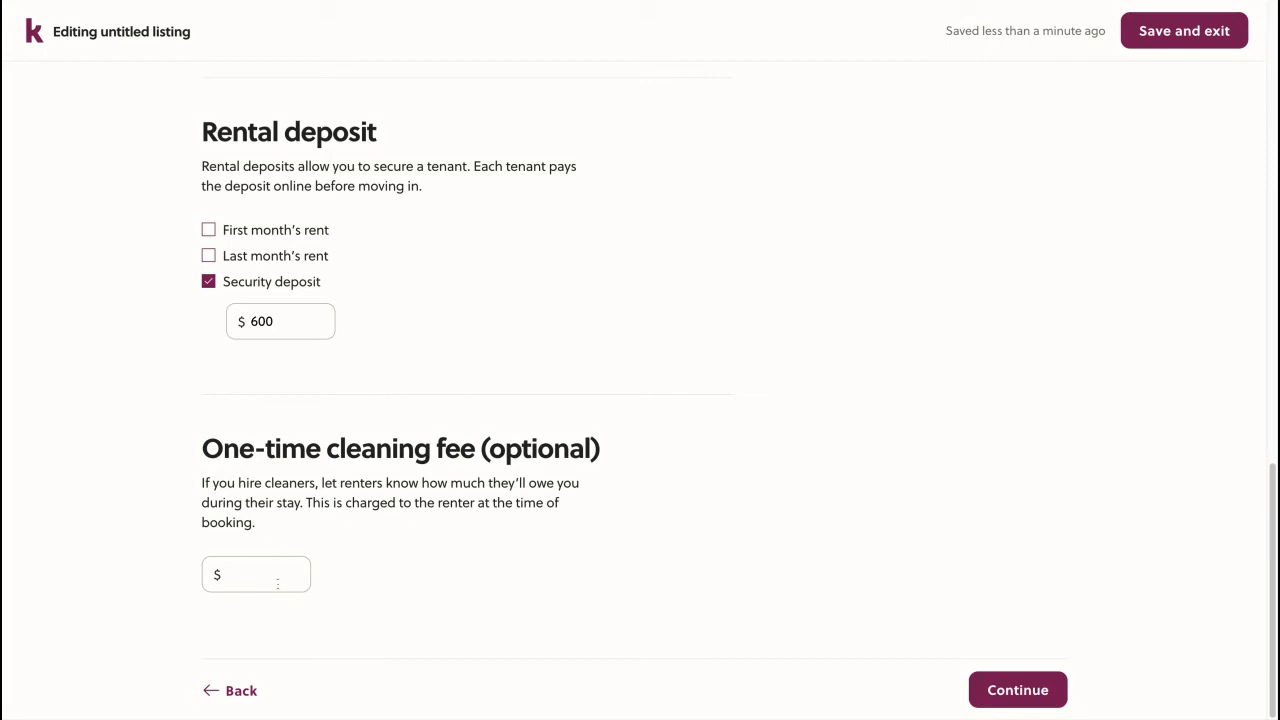 k Editing untitled listing
Saved less than a minute ago
Save and exit
Rental deposit
Rental deposits allow you to secure a tenant. Each tenant pays
the deposit online before moving in.
First month's rent
Last month's rent
Security deposit
$ 600
One-time cleaning fee (optional)
If you hire cleaners, let renters know how much they'll owe you
during their stay. This is charged to the renter at the time of
booking.
$
← Back
Continue